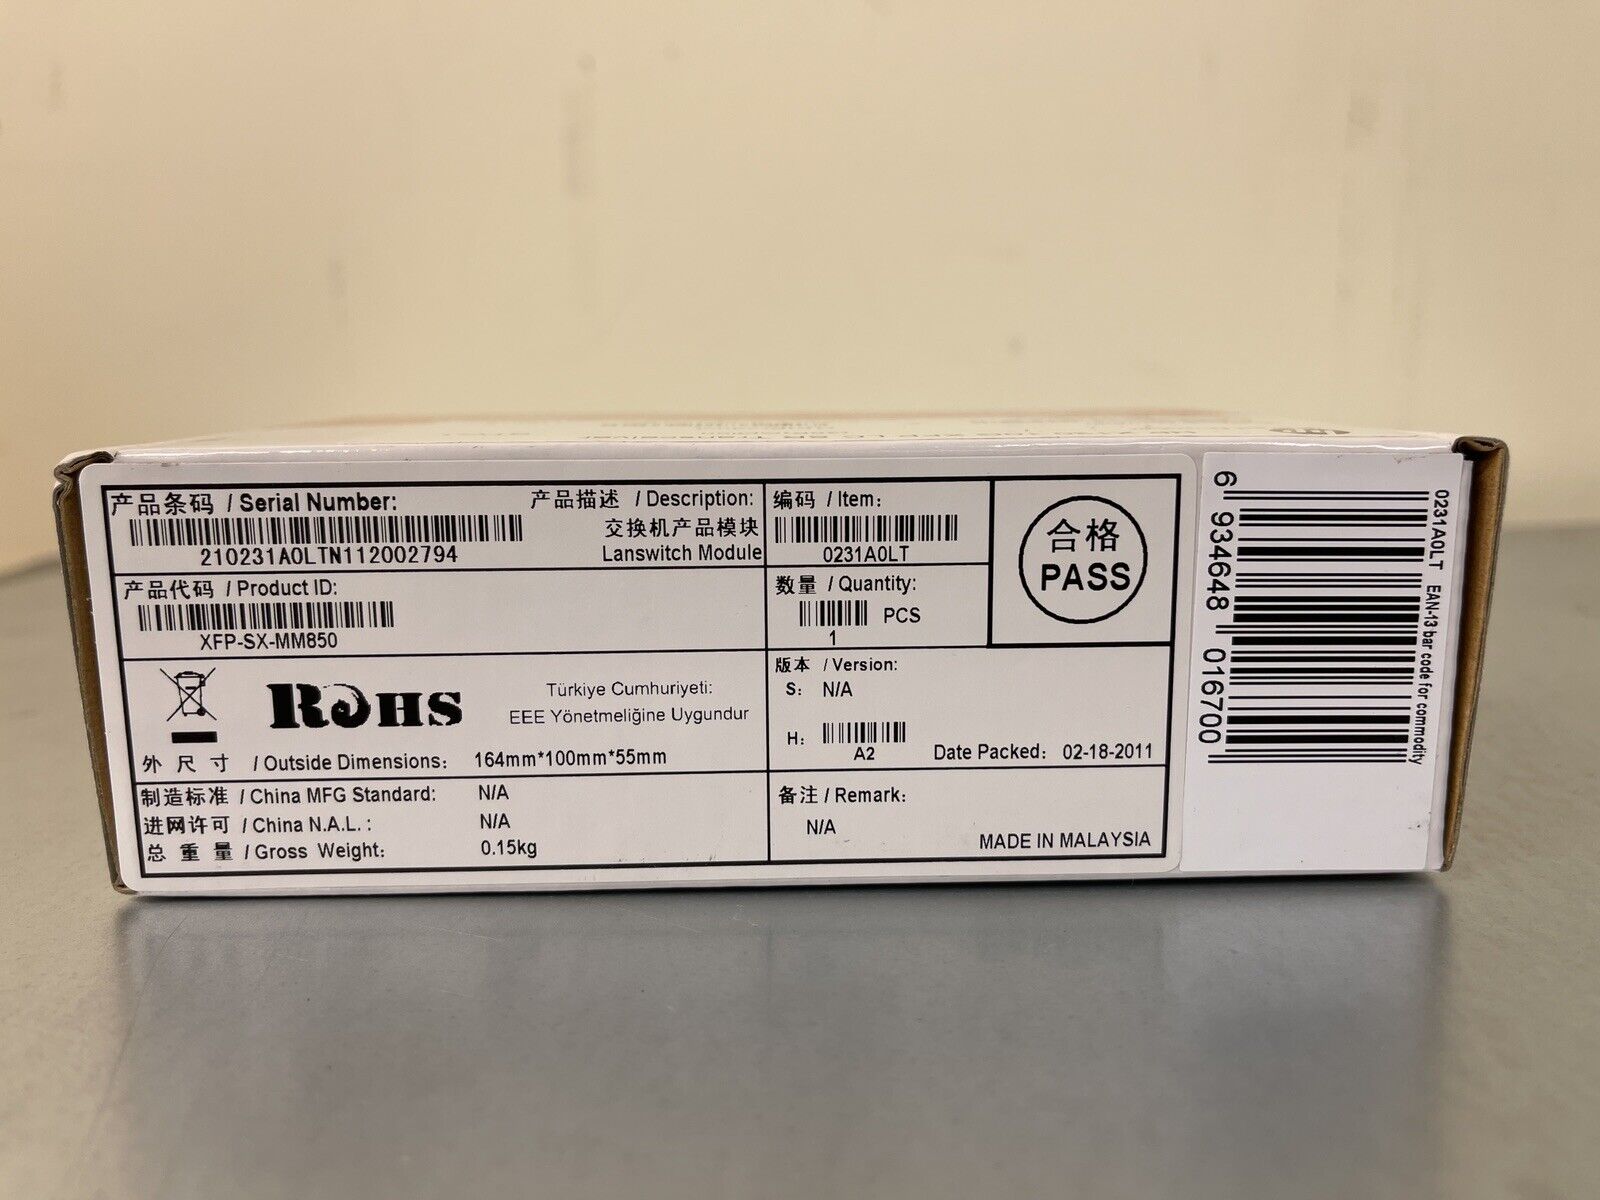 XFP LC SR Transceiver
产品条码 / Serial Number:
210231A0LTN112002794
产品描述 / Description:
交换机产品模块
Lanswitch Module
编码 / Item:
0231A0LT
合格
PASS
产品代码 / Product ID:
XFP-SX-MM850
数量 / Quantity:
PCS
1
RoHS
Türkiye Cumhuriyeti:
EEE Yönetmeliğine Uygundur
外 尺 寸 / Outside Dimensions: 164mm*100mm*55mm
版本 / Version:
S: N/A
H:
A2
Date Packed: 02-18-2011
制造标准 / China MFG Standard: N/A
进网许可 / China N.A.L.: N/A
总 重 量 / Gross Weight: 0.15kg
备注 / Remark:
N/A
MADE IN MALAYSIA
0231A0LT EAN-13 bar code for commodity
6 934648 016700